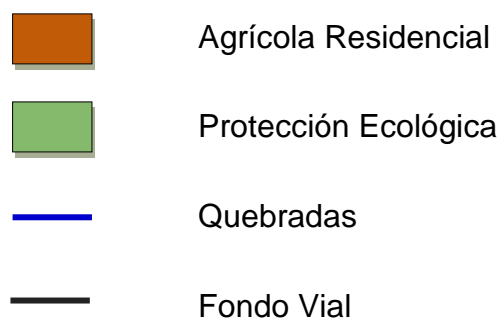 Agrícola Residencial
Protección Ecológica
Quebradas
Fondo Vial